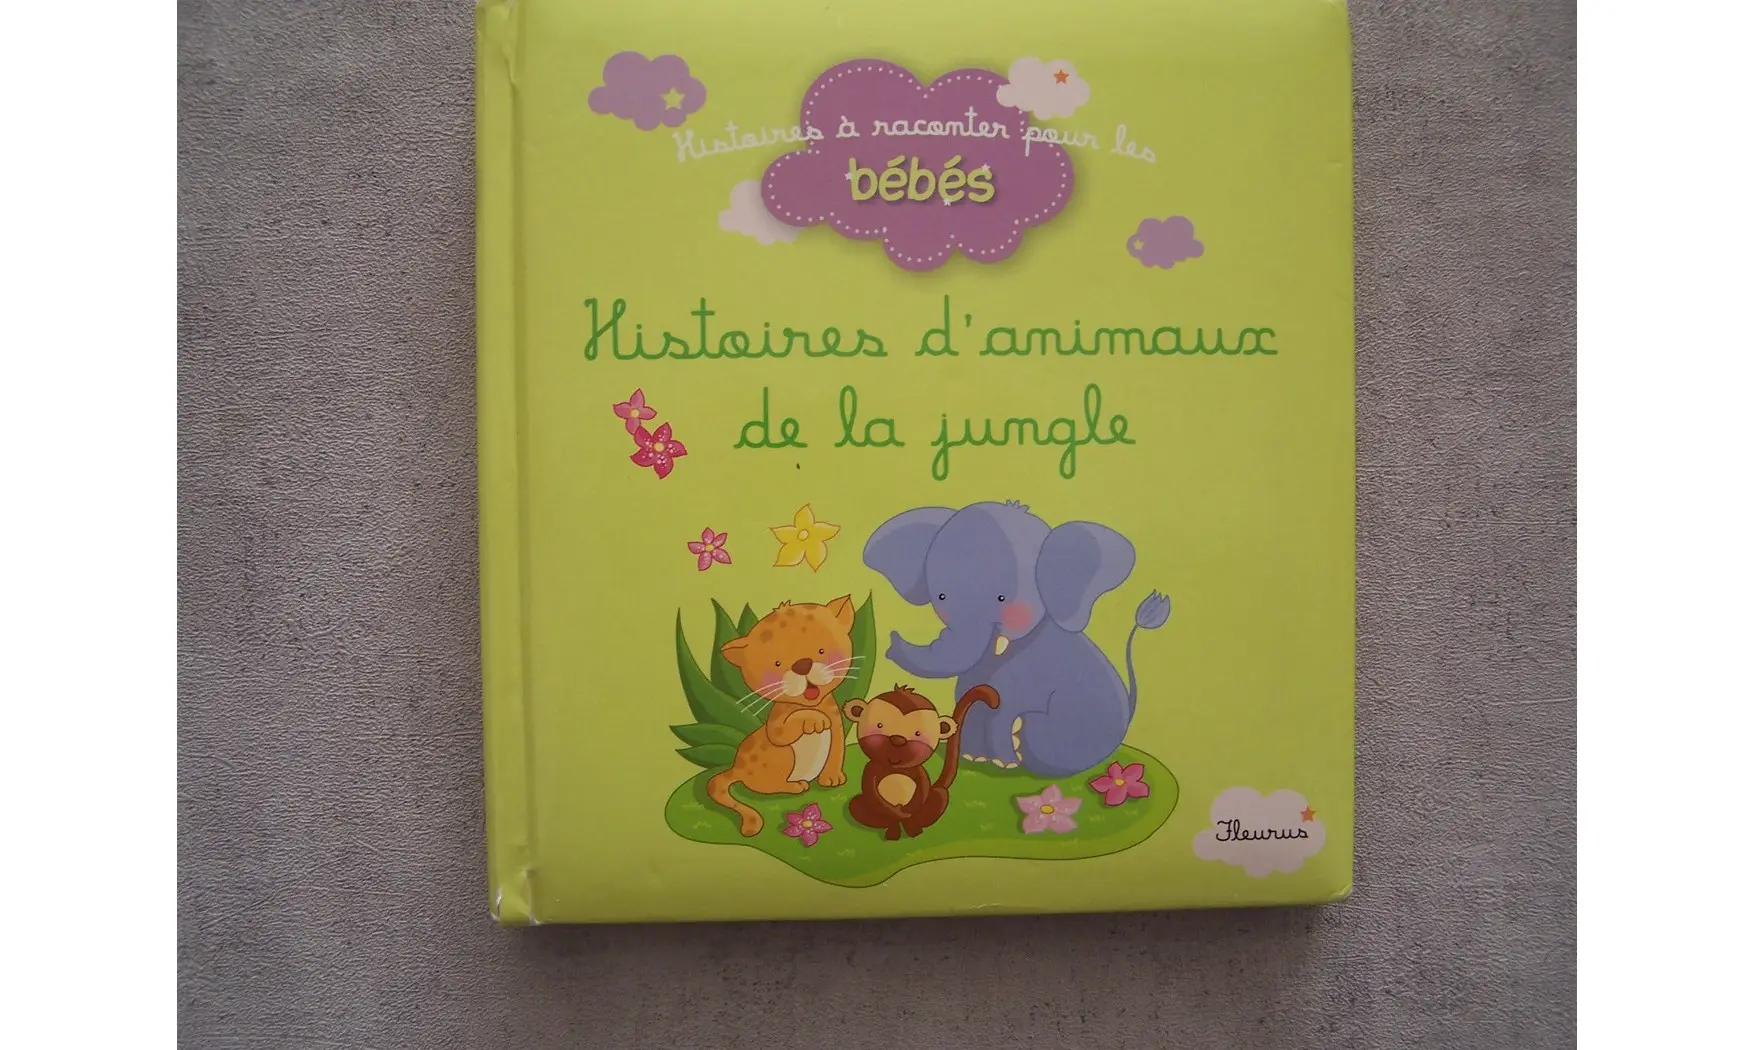 Histoires à raconter pour les
bébés
Histoires d'animaux
de la jungle
Fleurus